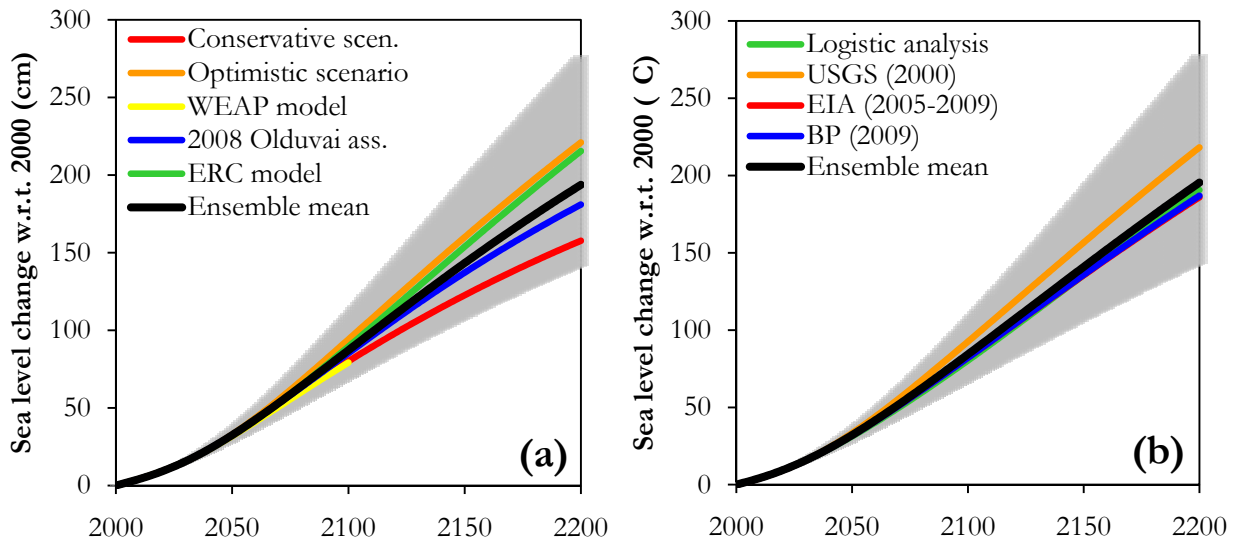 Sea level change w.r.t. 2000 (cm)
300
250
200
150
100
50
0
Conservative scen.
Optimistic scenario
WEAP model
2008 Olduvai ass.
ERC model
Ensemble mean
(a)
2000 2050 2100 2150 2200
Sea level change w.r.t. 2000 ( C)
300
250
200
150
100
50
0
Logistic analysis
USGS (2000)
EIA (2005-2009)
BP (2009)
Ensemble mean
(b)
2000 2050 2100 2150 2200